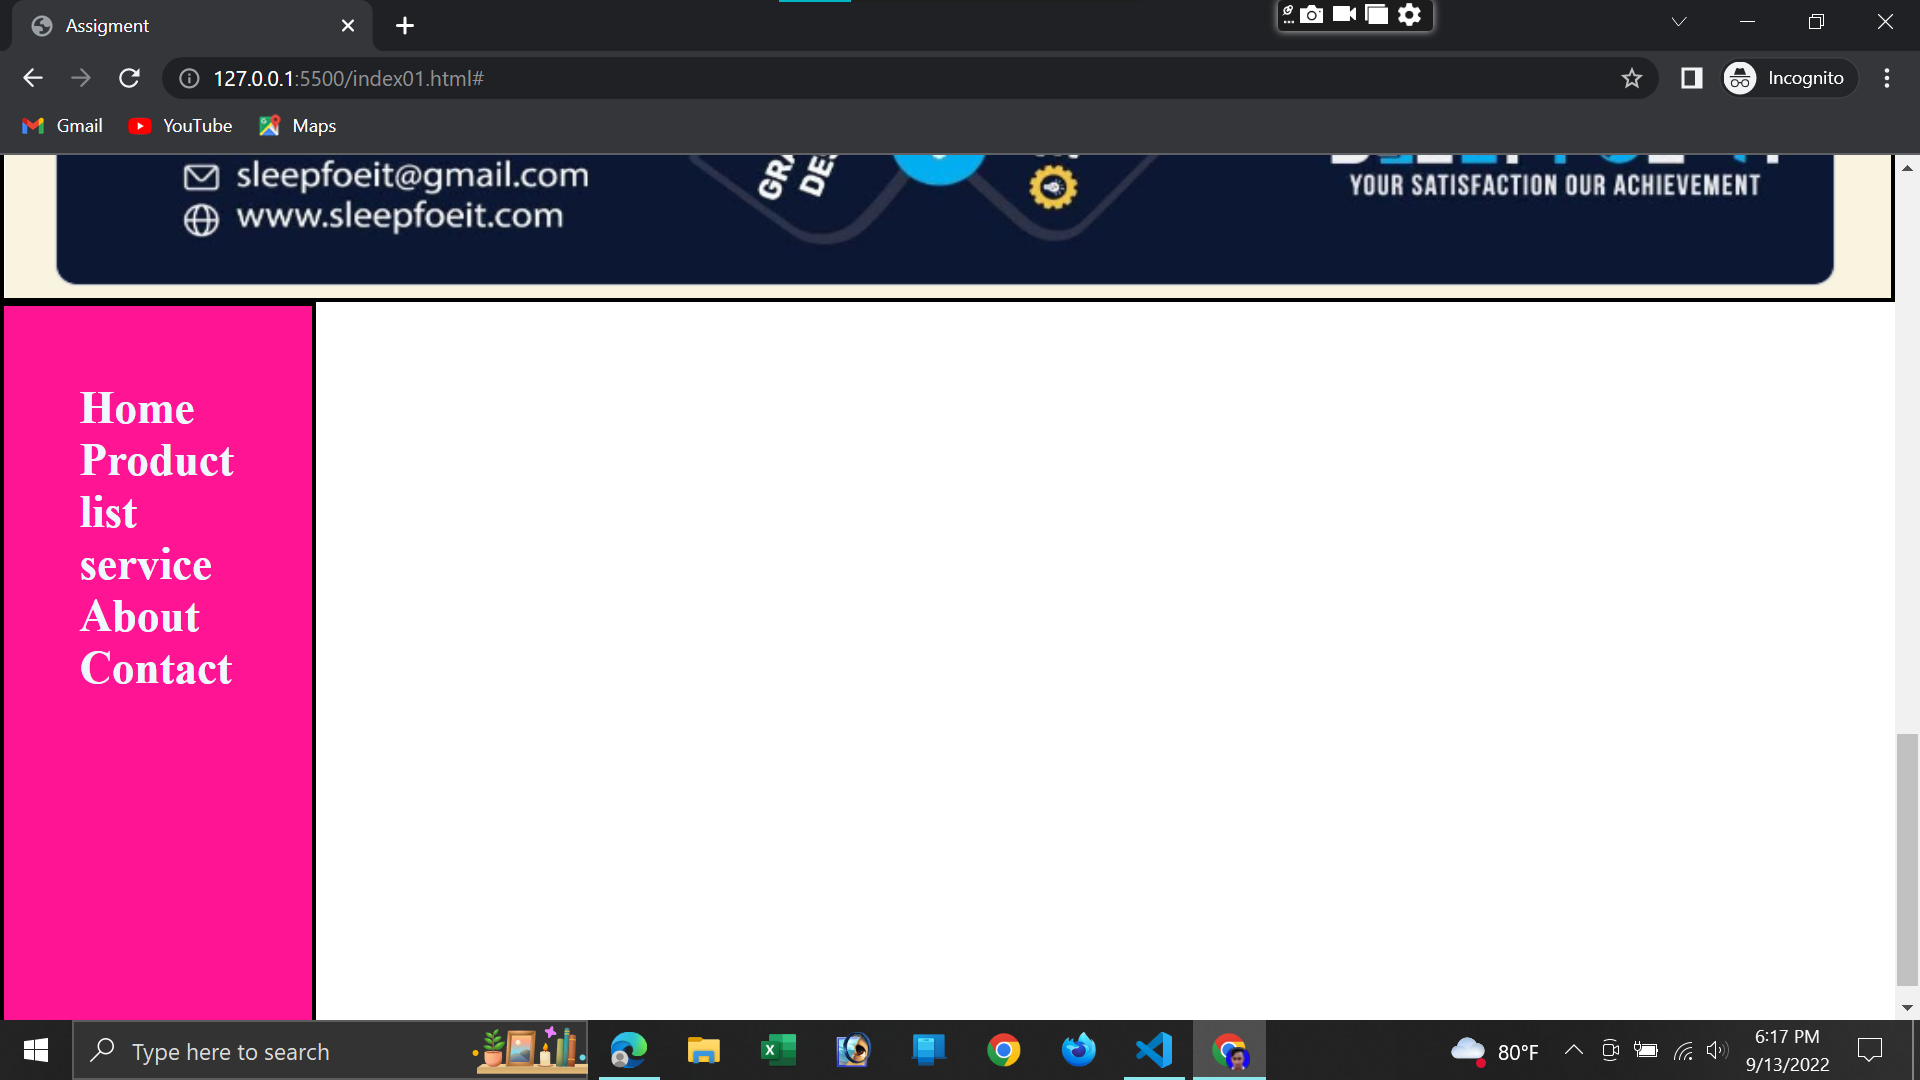 Assigment
127.0.0.1:5500/index01.html#
Incognito
Gmail
YouTube
Maps
sleepfoeit@gmail.com
www.sleepfoeit.com
YOUR SATISFACTION OUR ACHIEVEMENT
Home
Product
list
service
About
Contact
Type here to search
80°F
6:17 PM
9/13/2022